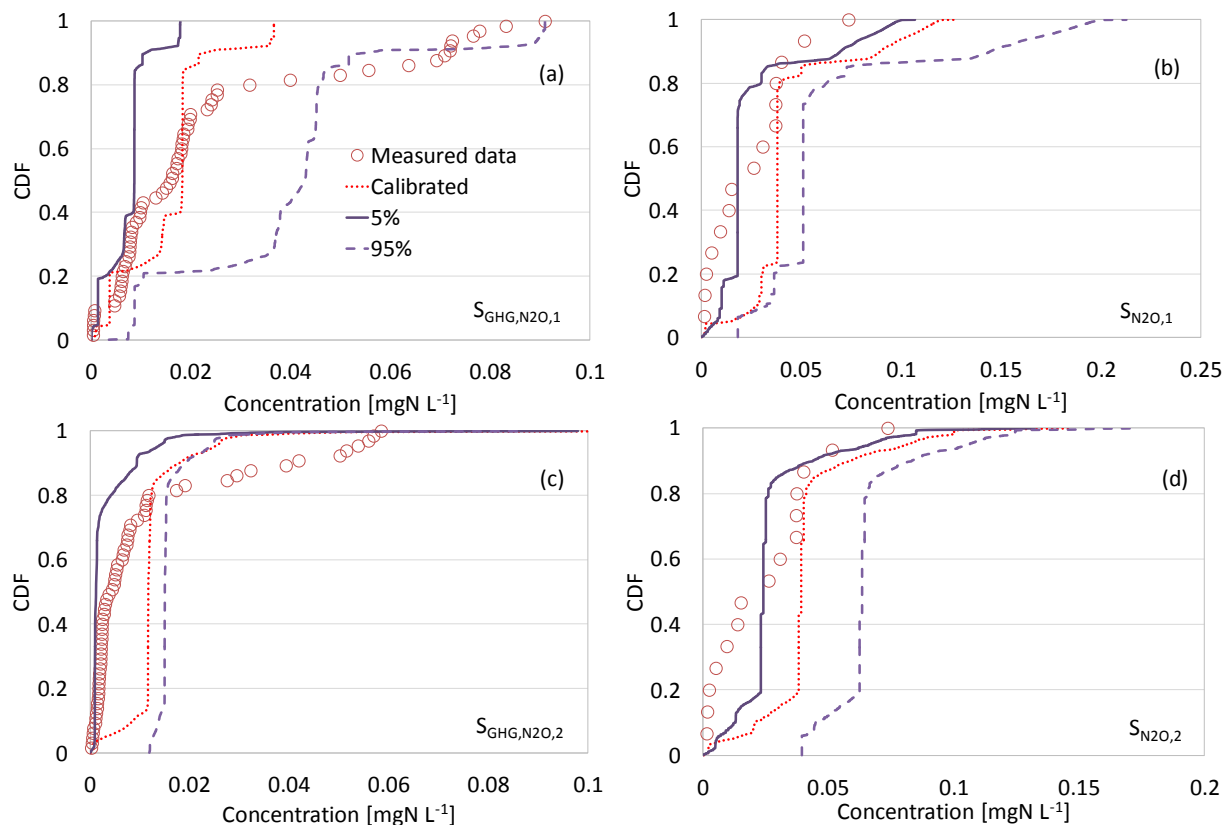 1
0.8
0.6
0.4
0.2
0
CDF
(a)
Measured data
Calibrated
5%
95%
S_GHG,N2O,1
0 0.02 0.04 0.06 0.08 0.1
Concentration [mgN L⁻¹]
1
0.8
0.6
0.4
0.2
0
CDF
(b)
S_N2O,1
0 0.05 0.1 0.15 0.2 0.25
Concentration [mgN L⁻¹]
1
0.8
0.6
0.4
0.2
0
CDF
(c)
S_GHG,N2O,2
0 0.02 0.04 0.06 0.08 0.1
Concentration [mgN L⁻¹]
1
0.8
0.6
0.4
0.2
0
CDF
(d)
S_N2O,2
0 0.05 0.1 0.15 0.2
Concentration [mgN L⁻¹]